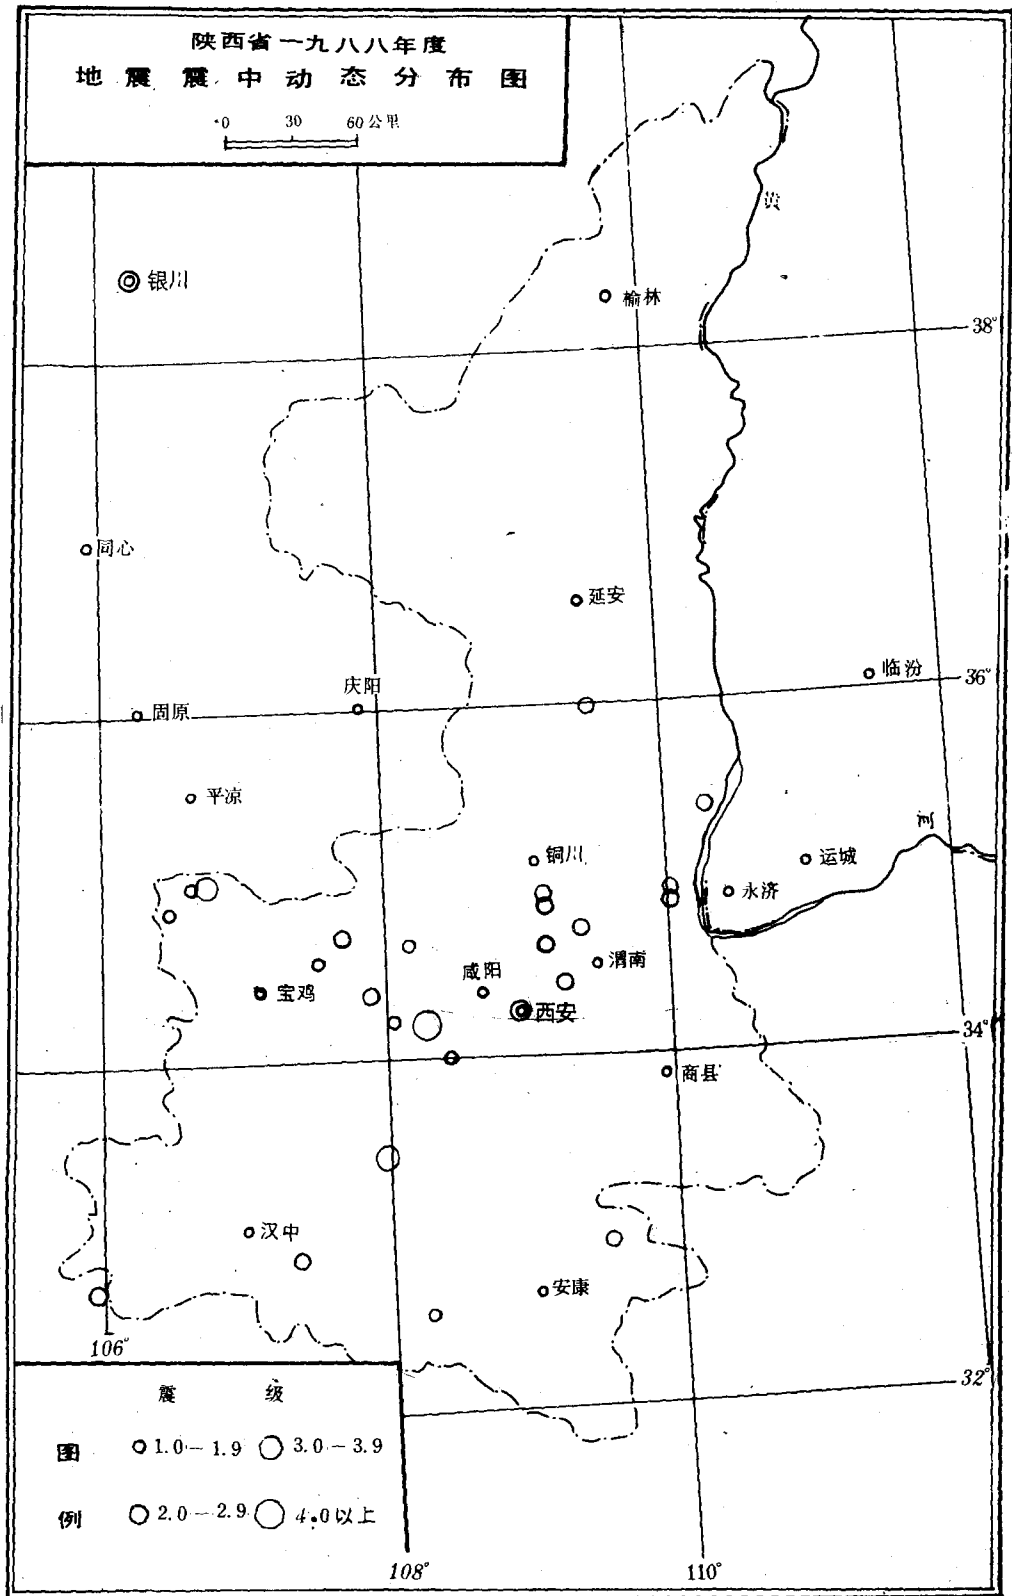 陕西省一九八八年度
地震震中动态分布图
0 30 60公里
黄
银川
榆林
38°
同心
延安
临汾
36°
庆阳
固原
平凉
铜川
运城
永济
渭南
咸阳
宝鸡
西安
34°
商县
汉中
安康
106°
32°
震 级
图 1.0-1.9 3.0-3.9
例 2.0-2.9 4.0以上
108° 110°